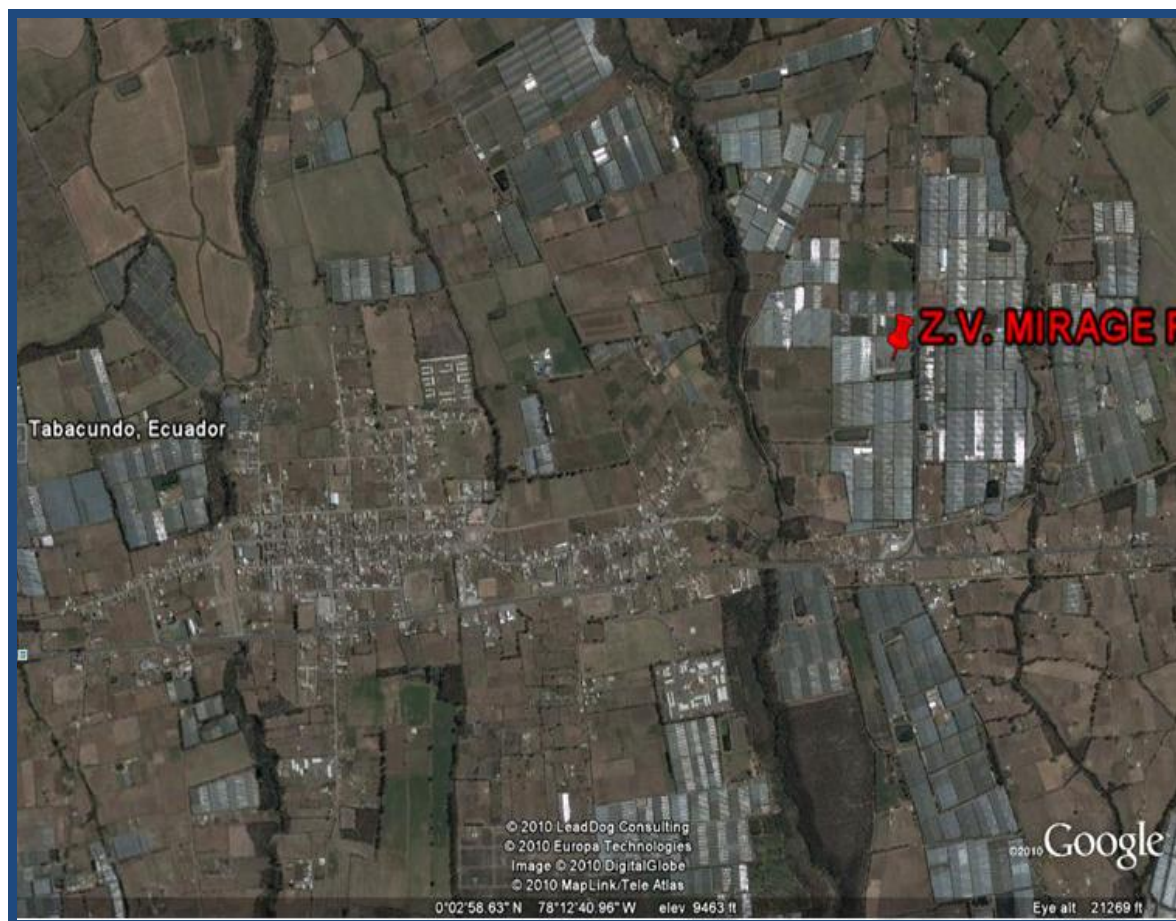 Z.V. MIRAGE
Tabacundo, Ecuador
© 2010 LeadDog Consulting
© 2010 Europa Technologies
Image © 2010 DigitalGlobe
© 2010 MapLink/Tele Atlas
©2010 Google
0°02'58.63" N 78°12'40.96" W elev 9463 ft
Eye alt 21269 ft